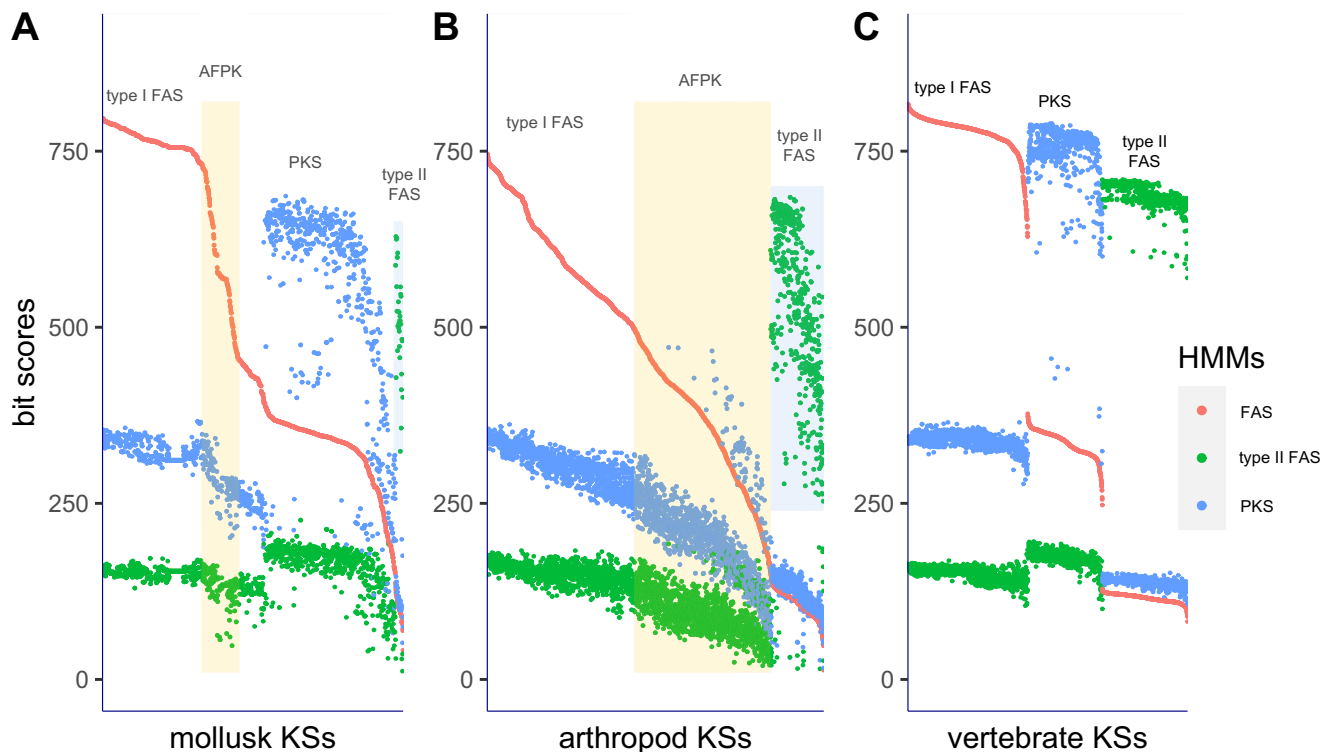 A
B
C
AFPK
type I FAS
PKS
type II
FAS
AFPK
type I FAS
type II
FAS
type I FAS
PKS
type II
FAS
bit scores
750
500
250
0
750
500
250
0
750
500
250
0
HMMs
FAS
type II FAS
PKS
mollusk KSs
arthropod KSs
vertebrate KSs